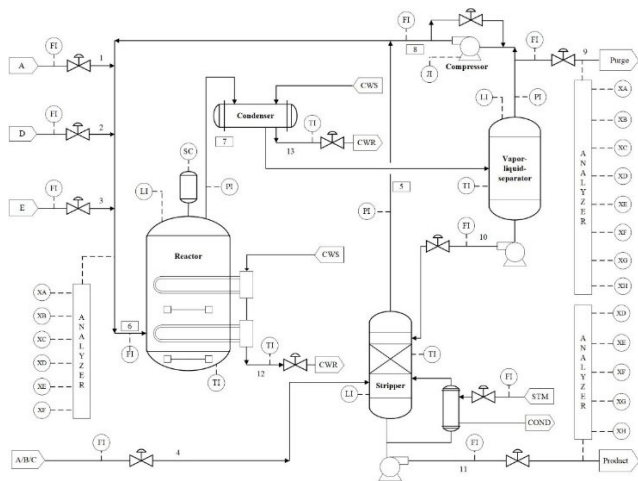 FI
8
JI
Compressor
FI
9
Purge
A
FI
1
D
FI
2
E
FI
3
CWS
Condenser
7
TI
13
CWR
LI
PI
Vapor-
liquid-
separator
TI
SC
LI
PI
Reactor
5
PI
FI
10
CWS
6
FI
TI
12
CWR
TI
ANALYZER
XA
XB
XC
XD
XE
XF
ANALYZER
XA
XB
XC
XD
XE
XF
XG
XH
Stripper
TI
LI
FI
STM
COND
ANALYZER
XD
XE
XF
XG
XH
A/B/C
FI
4
FI
11
Product